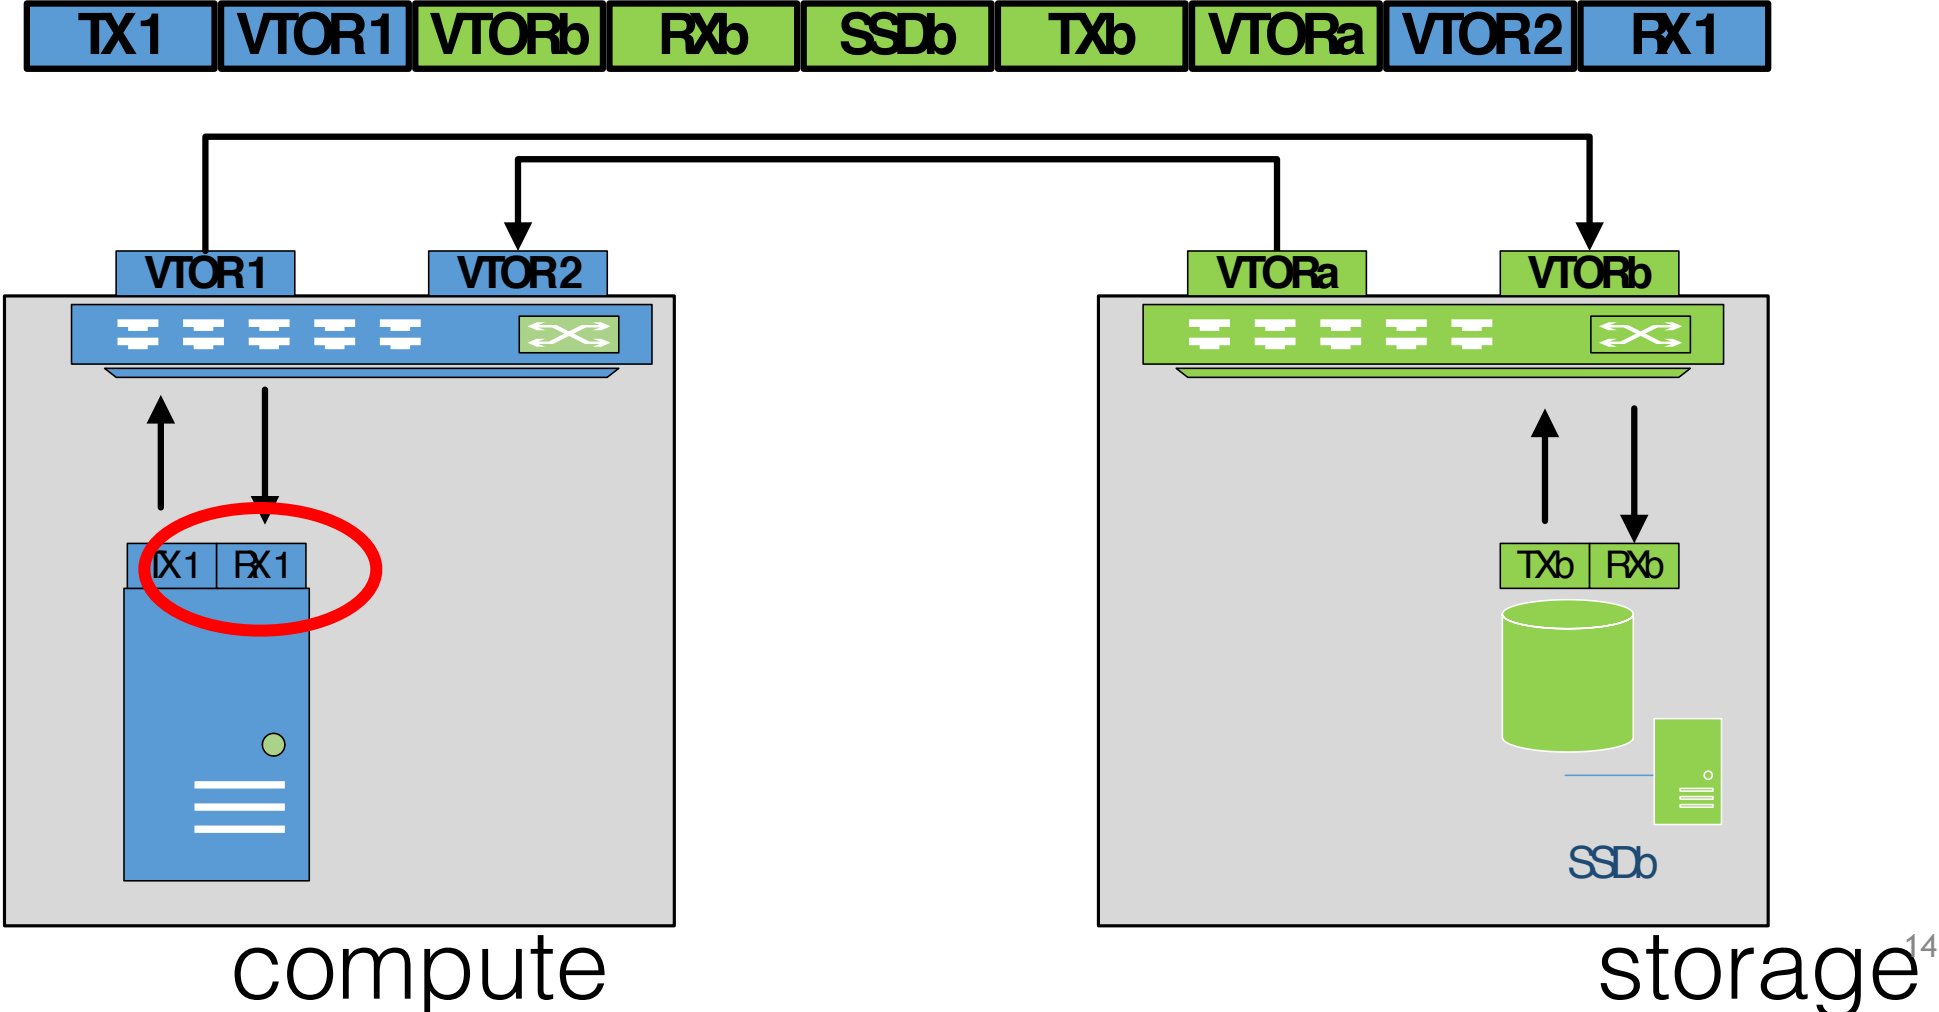 TX1 VTOR1 VTORb RXb SSDb TXb VTORa VTOR2 RX1
VTOR1 VTOR2 VTORa VTORb
TX1 RX1 TXb RXb
SSDb
compute storage
14